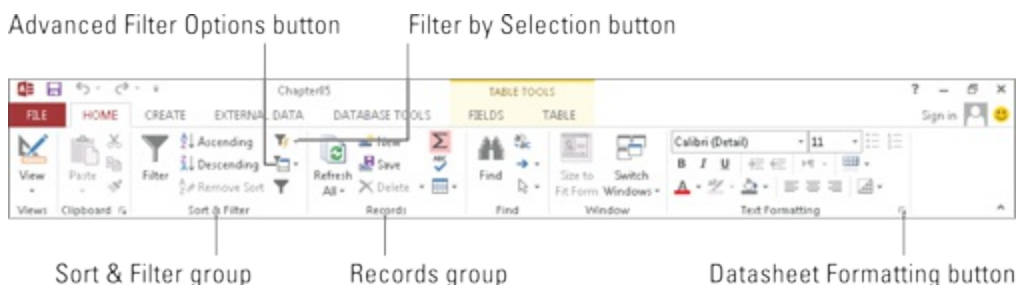 Advanced Filter Options button Filter by Selection button
Chapter05 TABLE TOOLS ?
FILE HOME CREATE EXTERNAL DATA DATABASE TOOLS FIELDS TABLE Sign in
Ascending New Calibri (Detail) 11
Descending Save B I U
View Paste Filter Remove Sort Refresh All Delete Find Size to Fit Form Switch Windows A
Views Clipboard Sort & Filter Records Find Window Text Formatting
Sort & Filter group Records group Datasheet Formatting button